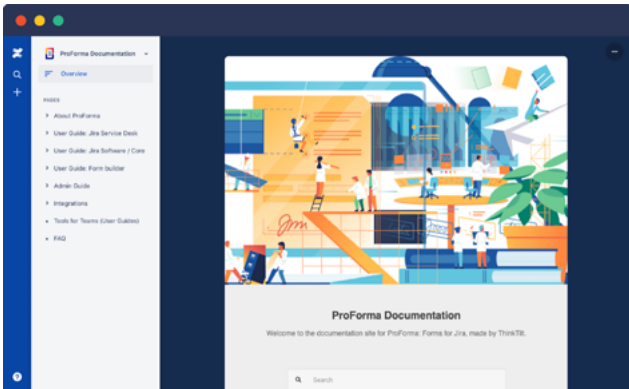 ProForma Documentation
Overview
PAGES
About ProForma
User Guide: Jira Service Desk
User Guide: Jira Software / Core
User Guide: Form builder
Admin Guide
Integrations
Tools for Teams (User Guides)
FAQ
ProForma Documentation
Welcome to the documentation site for ProForma: Forms for Jira, made by ThinkTilt.
Search